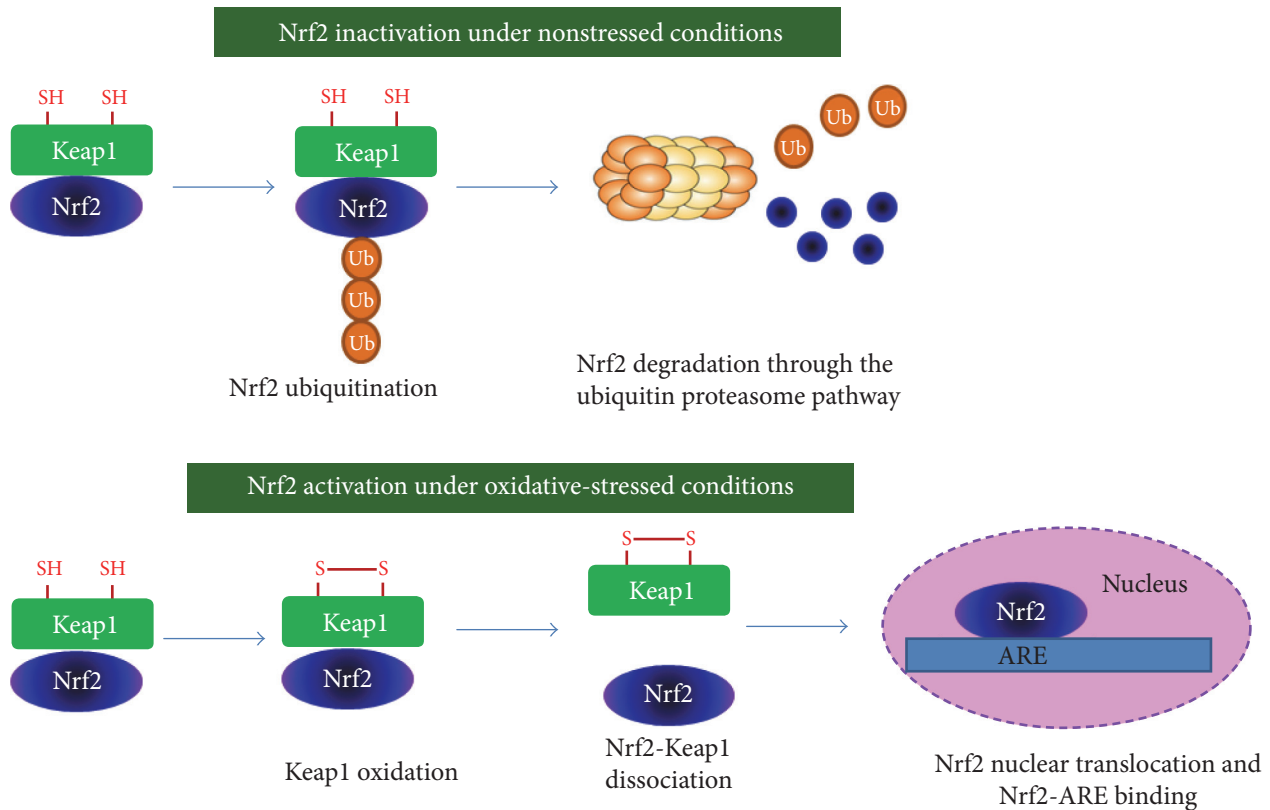 Nrf2 inactivation under nonstressed conditions
SH SH
Keap1
Nrf2
SH SH
Keap1
Nrf2
Ub
Ub
Ub
Ub
Ub
Ub
Nrf2 ubiquitination
Nrf2 degradation through the
ubiquitin proteasome pathway
Nrf2 activation under oxidative-stressed conditions
SH SH
Keap1
Nrf2
S S
Keap1
Nrf2
Keap1 oxidation
S S
Keap1
Nrf2
Nrf2-Keap1
dissociation
Nucleus
Nrf2
ARE
Nrf2 nuclear translocation and
Nrf2-ARE binding